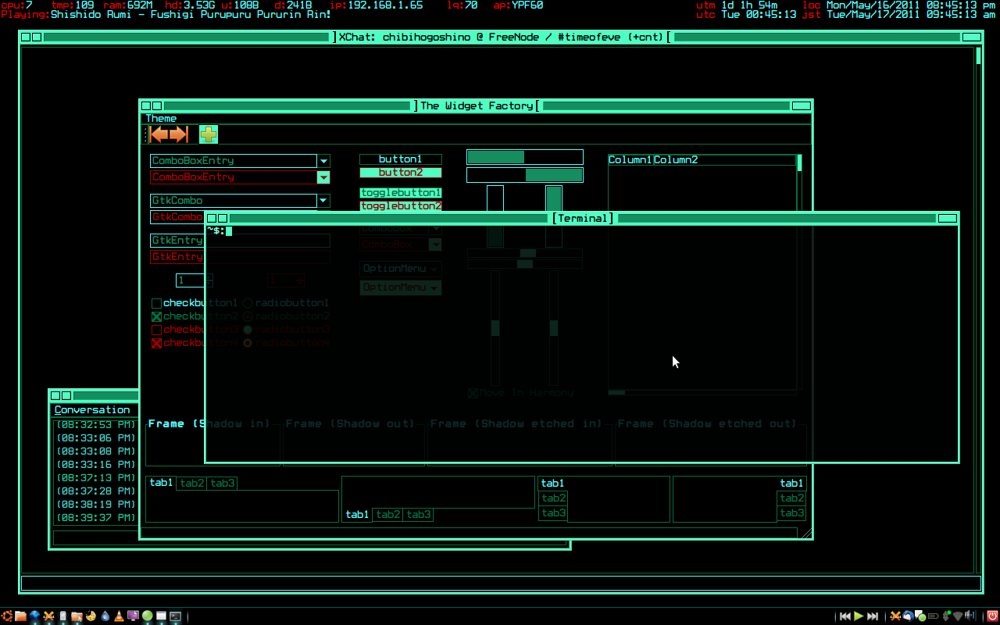 cpu:7 tmp:109 ram:692M hd:3.53G u:108B d:241B ip:192.168.1.65 lq:70 ap:YPF60 utm 1d 1h 54m loc Mon/May/16/2011 08:45:13 pm
Playing:Shishido Rumi - Fushigi Purupuru Pururin Rin! utc Tue 00:45:13 jst Tue/May/17/2011 09:45:13 am
XChat: chibihogoshino @ FreeNode / #timeofeve (+cnt)
The Widget Factory
Theme
ComboBoxEntry button1 Column1 Column2
ComboBoxEntry button2
togglebutton1
GtkCombo togglebutton2
GtkCombo
Terminal
~$:
ComboBox
GtkEntry ComboBox
GtkEntry
OptionMenu
1 1
OptionMenu
checkbutton1 radiobutton1
checkbutton2 radiobutton2
checkbutton3 radiobutton3
checkbutton4 radiobutton4
Move In Harmony
Conversation
(08:32:53 PM) Frame (Shadow in) Frame (Shadow out) Frame (Shadow etched in) Frame (Shadow etched out)
(08:33:06 PM)
(08:33:08 PM)
(08:33:16 PM)
(08:37:13 PM) tab1 tab2 tab3 tab1 tab1
(08:37:28 PM) tab2 tab2
(08:38:19 PM) tab1 tab2 tab3 tab3 tab3
(08:39:37 PM)